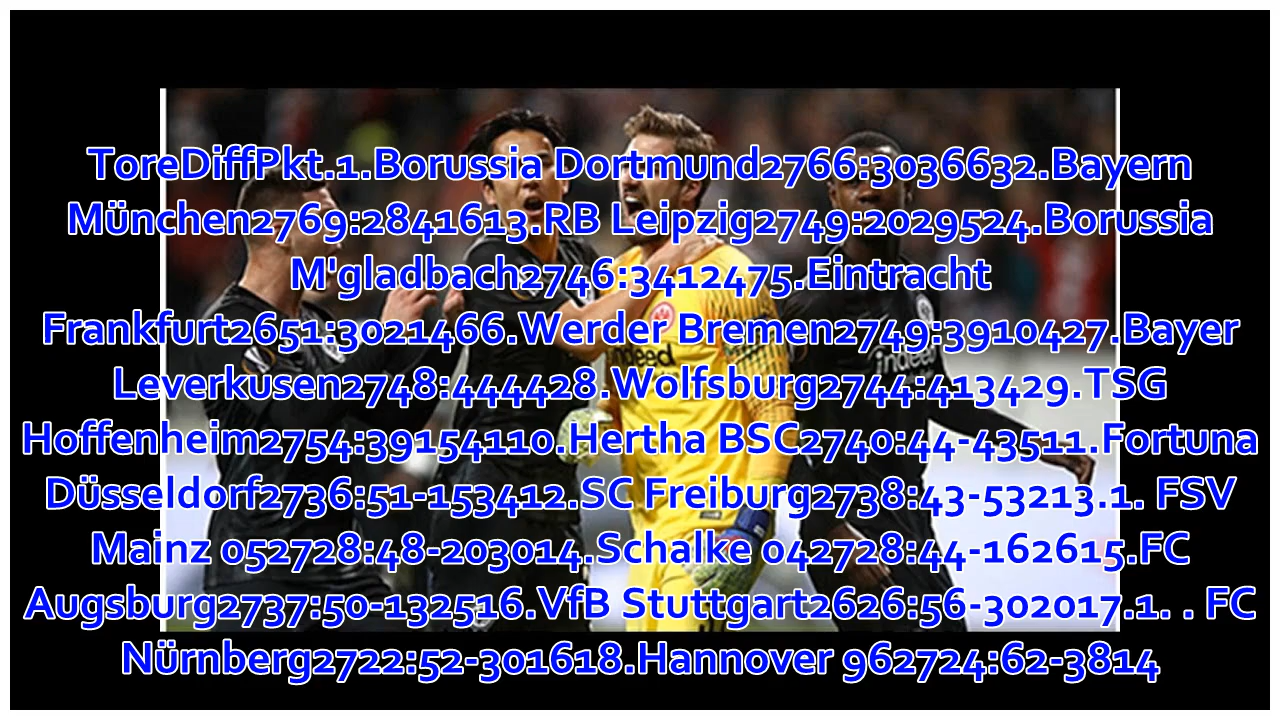 ToreDiffPkt.1.Borussia Dortmund2766:3036632.Bayern
München2769:2841613.RB Leipzig2749:2029524.Borussia
M'gladbach2746:3412475.Eintracht
Frankfurt2651:3021466.Werder Bremen2749:3910427.Bayer
Leverkusen2748:444428.Wolfsburg2744:413429.TSG
Hoffenheim2754:39154110.Hertha BSC2740:44-43511.Fortuna
Düsseldorf2736:51-153412.SC Freiburg2738:43-53213.1. FSV
Mainz 052728:48-203014.Schalke 042728:44-162615.FC
Augsburg2737:50-132516.VfB Stuttgart2626:56-302017.1. . FC
Nürnberg2722:52-301618.Hannover 962724:62-3814
indeed
indeed